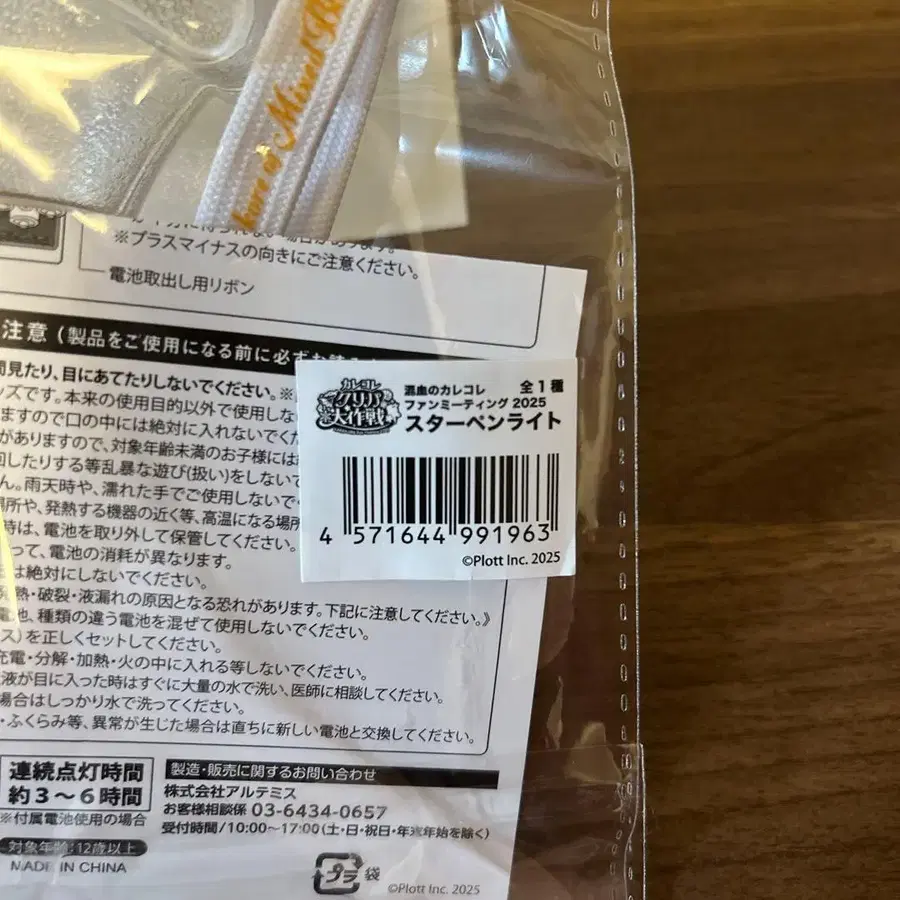 of Mixed
※プラスマイナスの向きにご注意ください。
電池取出し用リボン
注意(製品をご使用になる前に必ずお読み
間見たり、目にあてたりしないでください。※
ッズです。本来の使用目的以外で使用しな
ますので口の中には絶対に入れないでくだ
がありますので、対象年齢未満のお子様には
回したりする等乱暴な遊び(扱い)をしないで
ん。雨天時や、濡れた手でご使用しないで
場所や、発熱する機器の近く等、高温になる場所
時は、電池を取り外して保管してください。
って、電池の消耗が異なります。
は絶対にしないでください。
発熱・破裂・液漏れの原因となる恐れがあります。下記に注意してください。》
電池、種類の違う電池を混ぜて使用しないでください。
ス)を正しくセットしてください。
充電・分解・加熱・火の中に入れる等しないでください。
液が目に入った時はすぐに大量の水で洗い、医師に相談してください。
場合はしっかり水で洗ってください。
・ふくらみ等、異常が生じた場合は直ちに新しい電池と交換してください。
カレコレ
クリカ
大作戦
混血のカレコレ 全1種
ファンミーティング 2025
スターペンライト
4 571644 991963
©Plott Inc. 2025
連続点灯時間
約3~6時間
※付属電池使用の場合
対象年齢:12歳以上
MADE IN CHINA
製造・販売に関するお問い合わせ
株式会社アルテミス
お客様相談係 03-6434-0657
受付時間/10:00~17:00(土・日・祝日・年末年始を除く)
プラ 袋
©Plott Inc. 2025